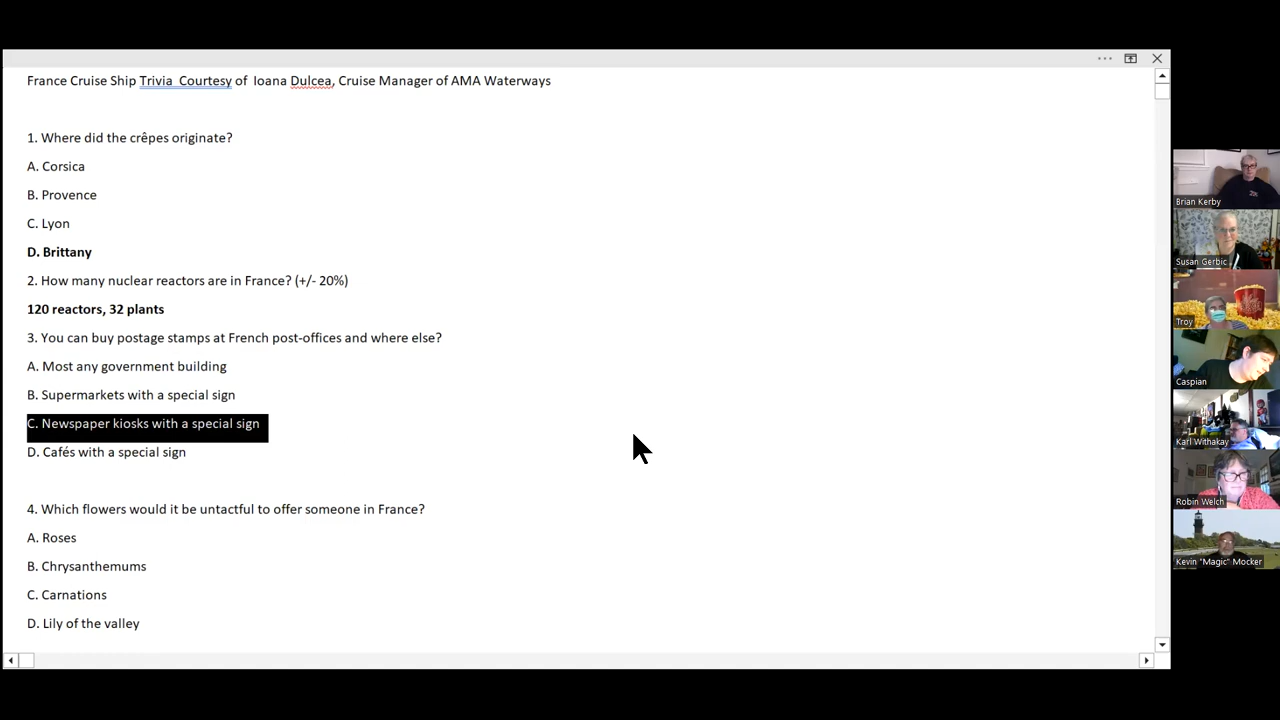 France Cruise Ship Trivia  Courtesy of  Ioana Dulcea, Cruise Manager of AMA Waterways
1. Where did the crêpes originate?
A. Corsica
B. Provence
C. Lyon
D. Brittany
2. How many nuclear reactors are in France? (+/- 20%)
120 reactors, 32 plants
3. You can buy postage stamps at French post-offices and where else?
A. Most any government building
B. Supermarkets with a special sign
C. Newspaper kiosks with a special sign
D. Cafés with a special sign
4. Which flowers would it be untactful to offer someone in France?
A. Roses
B. Chrysanthemums
C. Carnations
D. Lily of the valley
Brian Kerby
Susan Gerbic
Troy
Caspian
Karl Withakay
Robin Welch
Kevin "Magic" Mocker